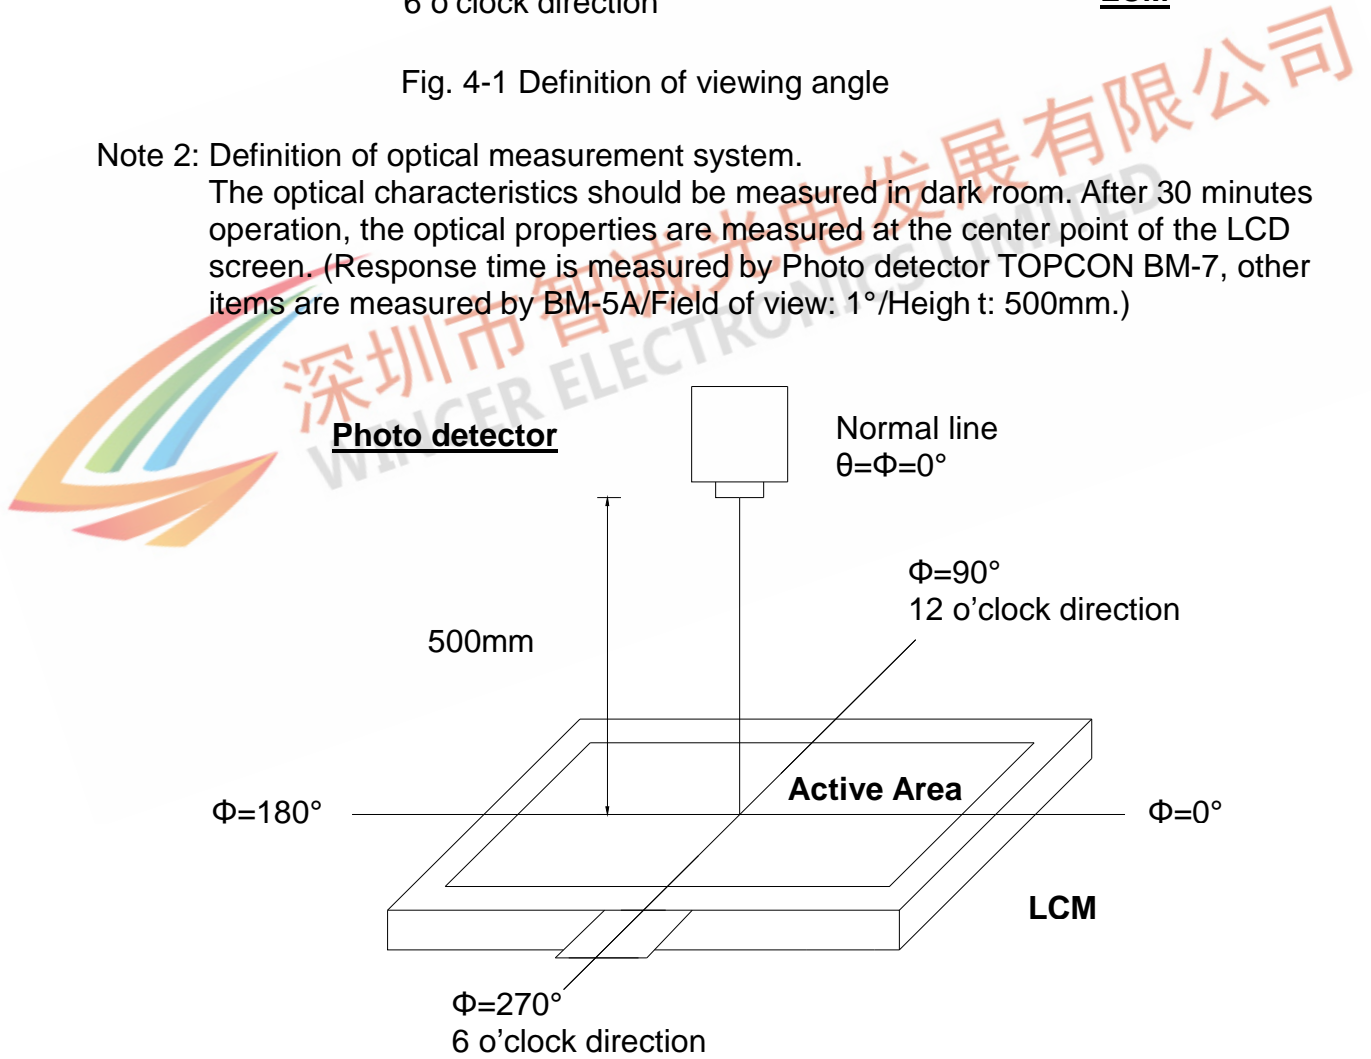 6 o'clock direction
LCM
Fig. 4-1 Definition of viewing angle
Note 2: Definition of optical measurement system.
The optical characteristics should be measured in dark room. After 30 minutes
operation, the optical properties are measured at the center point of the LCD
screen. (Response time is measured by Photo detector TOPCON BM-7, other
items are measured by BM-5A/Field of view: 1°/Heigh t: 500mm.)
深圳市智诚光电发展有限公司
WINCER ELECTRONICS LIMITED
Photo detector
Normal line
θ=Φ=0°
Φ=90°
12 o’clock direction
500mm
Active Area
Φ=180°
Φ=0°
LCM
Φ=270°
6 o’clock direction